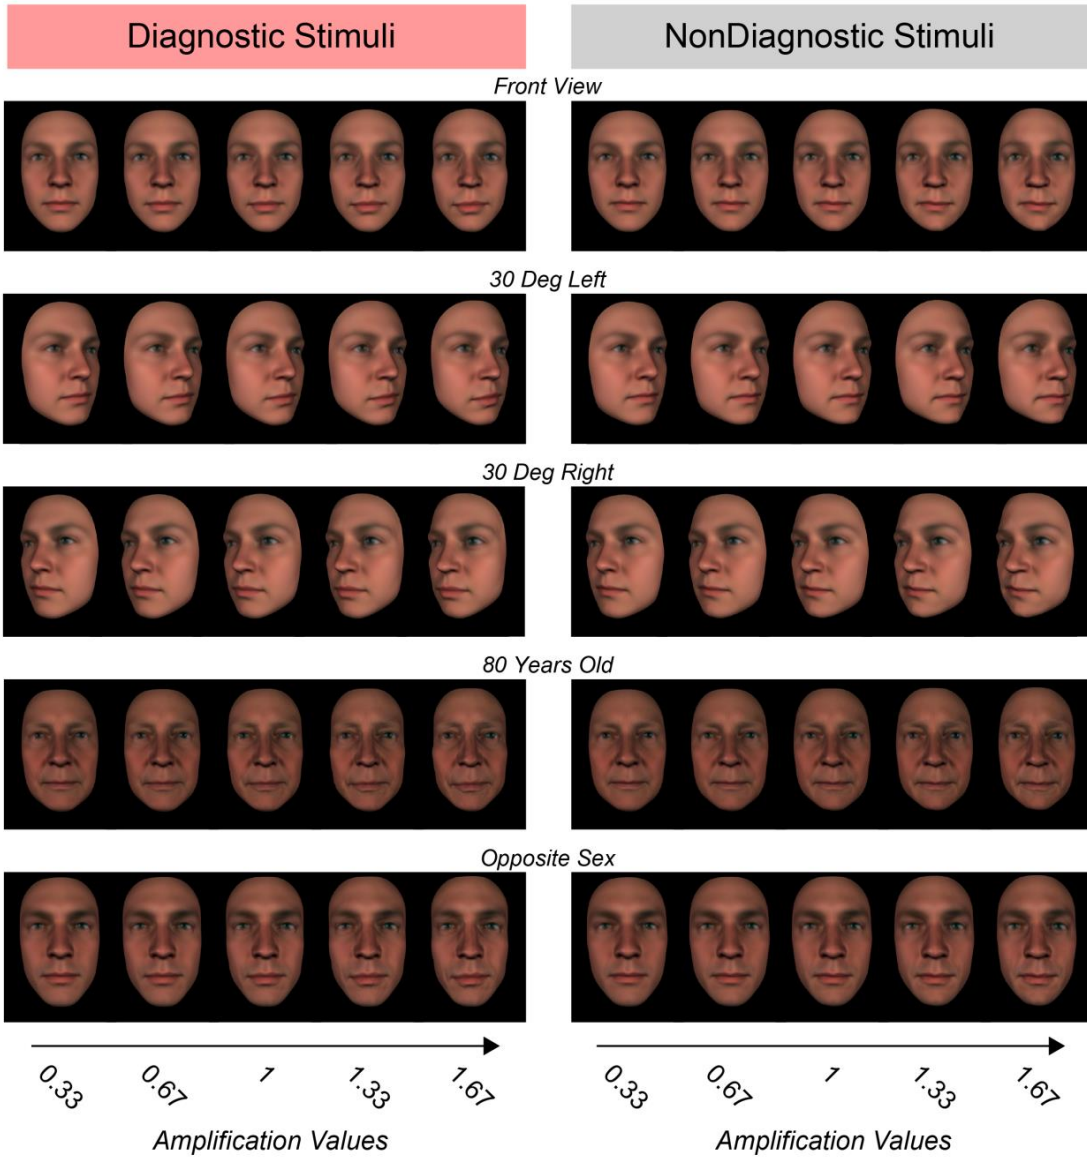 Diagnostic Stimuli
NonDiagnostic Stimuli
Front View
30 Deg Left
30 Deg Right
80 Years Old
Opposite Sex
0.33 0.67 1 1.33 1.67
0.33 0.67 1 1.33 1.67
Amplification Values
Amplification Values